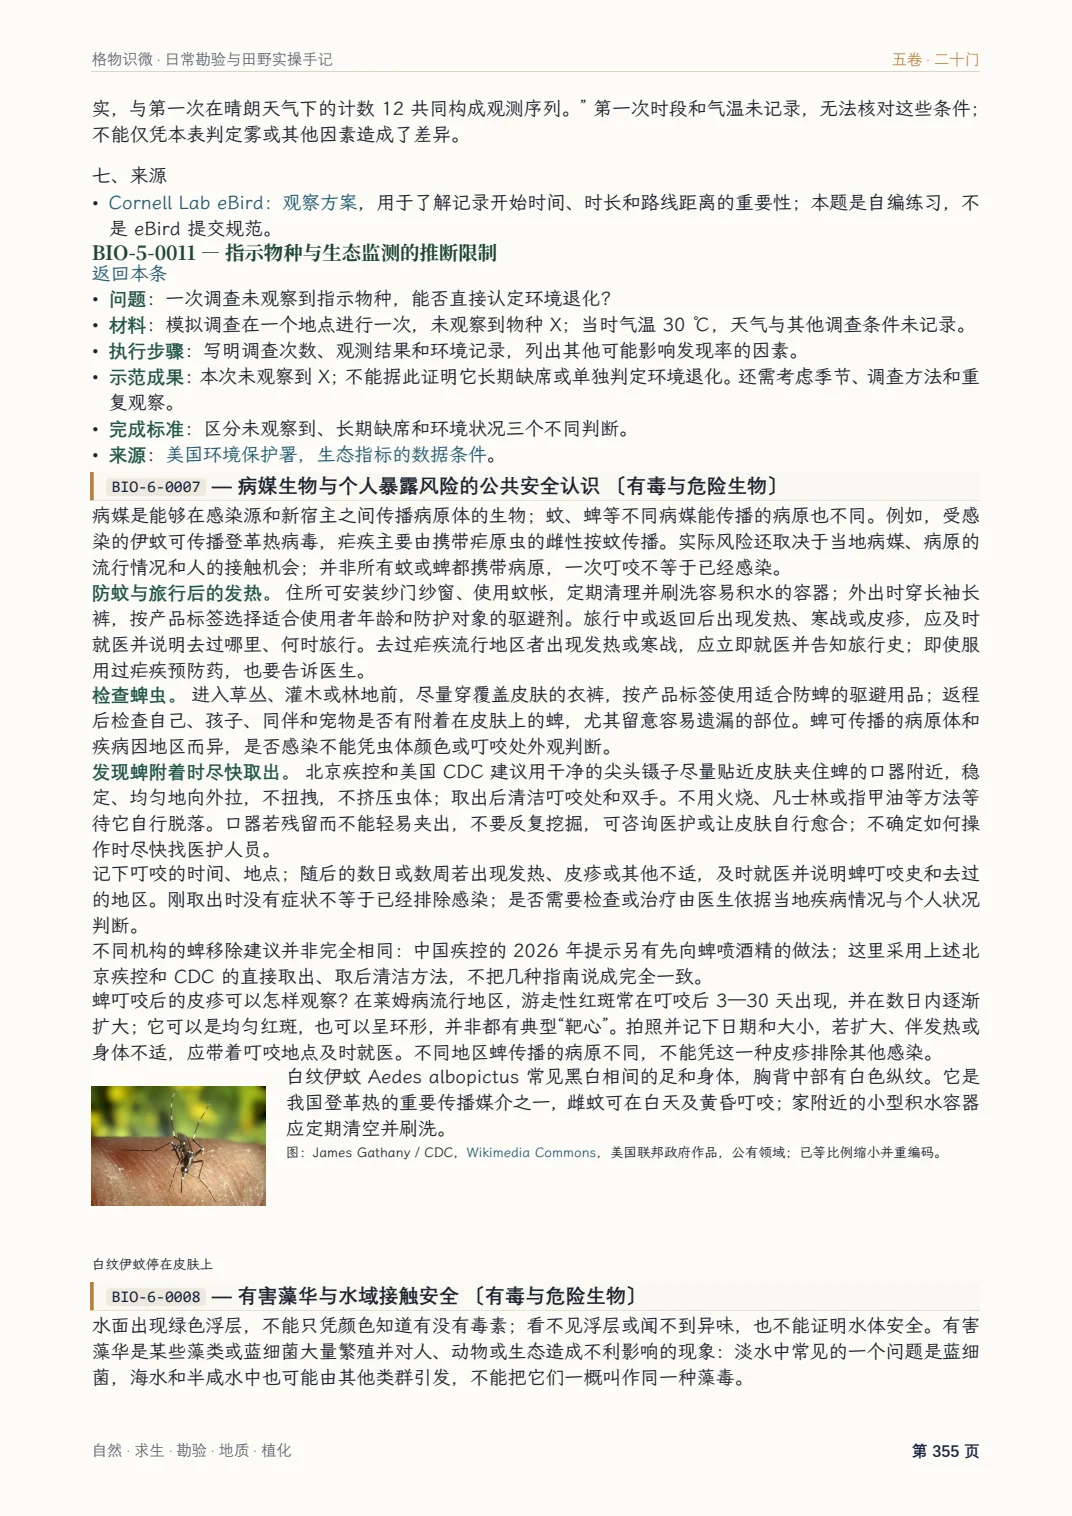 格物识微 · 日常勘验与田野实操手记
五卷 · 二十门
实，与第一次在晴朗天气下的计数 12 共同构成观测序列。” 第一次时段和气温未记录，无法核对这些条件；
不能仅凭本表判定雾或其他因素造成了差异。
七、来源
• Cornell Lab eBird：观察方案，用于了解记录开始时间、时长和路线距离的重要性；本题是自编练习，不
是 eBird 提交规范。
BIO-5-0011 — 指示物种与生态监测的推断限制
返回本条
• 问题：一次调查未观察到指示物种，能否直接认定环境退化？
• 材料：模拟调查在一个地点进行一次，未观察到物种 X；当时气温 30 ℃，天气与其他调查条件未记录。
• 执行步骤：写明调查次数、观测结果和环境记录，列出其他可能影响发现率的因素。
• 示范成果：本次未观察到 X；不能据此证明它长期缺席或单独判定环境退化。还需考虑季节、调查方法和重
复观察。
• 完成标准：区分未观察到、长期缺席和环境状况三个不同判断。
• 来源：美国环境保护署，生态指标的数据条件。
BIO-6-0007 — 病媒生物与个人暴露风险的公共安全认识 〔有毒与危险生物〕
病媒是能够在感染源和新宿主之间传播病原体的生物；蚊、蜱等不同病媒能传播的病原也不同。例如，受感
染的伊蚊可传播登革热病毒，疟疾主要由携带疟原虫的雌性按蚊传播。实际风险还取决于当地病媒、病原的
流行情况和人的接触机会；并非所有蚊或蜱都携带病原，一次叮咬不等于已经感染。
防蚊与旅行后的发热。 住所可安装纱门纱窗、使用蚊帐，定期清理并刷洗容易积水的容器；外出时穿长袖长
裤，按产品标签选择适合使用者年龄和防护对象的驱避剂。旅行中或返回后出现发热、寒战或皮疹，应及时
就医并说明去过哪里、何时旅行。去过疟疾流行地区者出现发热或寒战，应立即就医并告知旅行史；即使服
用过疟疾预防药，也要告诉医生。
检查蜱虫。 进入草丛、灌木或林地前，尽量穿覆盖皮肤的衣裤，按产品标签使用适合防蜱的驱避用品；返程
后检查自己、孩子、同伴和宠物是否有附着在皮肤上的蜱，尤其留意容易遗漏的部位。蜱可传播的病原体和
疾病因地区而异，是否感染不能凭虫体颜色或叮咬处外观判断。
发现蜱附着时尽快取出。 北京疾控和美国 CDC 建议用干净的尖头镊子尽量贴近皮肤夹住蜱的口器附近，稳
定、均匀地向外拉，不扭拽，不挤压虫体；取出后清洁叮咬处和双手。不用火烧、凡士林或指甲油等方法等
待它自行脱落。口器若残留而不能轻易夹出，不要反复挖掘，可咨询医护或让皮肤自行愈合；不确定如何操
作时尽快找医护人员。
记下叮咬的时间、地点；随后的数日或数周若出现发热、皮疹或其他不适，及时就医并说明蜱叮咬史和去过
的地区。刚取出时没有症状不等于已经排除感染；是否需要检查或治疗由医生依据当地疾病情况与个人状况
判断。
不同机构的蜱移除建议并非完全相同：中国疾控的 2026 年提示另有先向蜱喷酒精的做法；这里采用上述北
京疾控和 CDC 的直接取出、取后清洁方法，不把几种指南说成完全一致。
蜱叮咬后的皮疹可以怎样观察？在莱姆病流行地区，游走性红斑常在叮咬后 3—30 天出现，并在数日内逐渐
扩大；它可以是均匀红斑，也可以呈环形，并非都有典型“靶心”。拍照并记下日期和大小，若扩大、伴发热或
身体不适，应带着叮咬地点及时就医。不同地区蜱传播的病原不同，不能凭这一种皮疹排除其他感染。
白纹伊蚊 Aedes albopictus 常见黑白相间的足和身体，胸背中部有白色纵纹。它是
我国登革热的重要传播媒介之一，雌蚊可在白天及黄昏叮咬；家附近的小型积水容器
应定期清空并刷洗。
图：James Gathany / CDC，Wikimedia Commons，美国联邦政府作品，公有领域；已等比例缩小并重编码。
白纹伊蚊停在皮肤上
BIO-6-0008 — 有害藻华与水域接触安全 〔有毒与危险生物〕
水面出现绿色浮层，不能只凭颜色知道有没有毒素；看不见浮层或闻不到异味，也不能证明水体安全。有害
藻华是某些藻类或蓝细菌大量繁殖并对人、动物或生态造成不利影响的现象：淡水中常见的一个问题是蓝细
菌，海水和半咸水中也可能由其他类群引发，不能把它们一概叫作同一种藻毒。
自然 · 求生 · 勘验 · 地质 · 植化
第 355 页